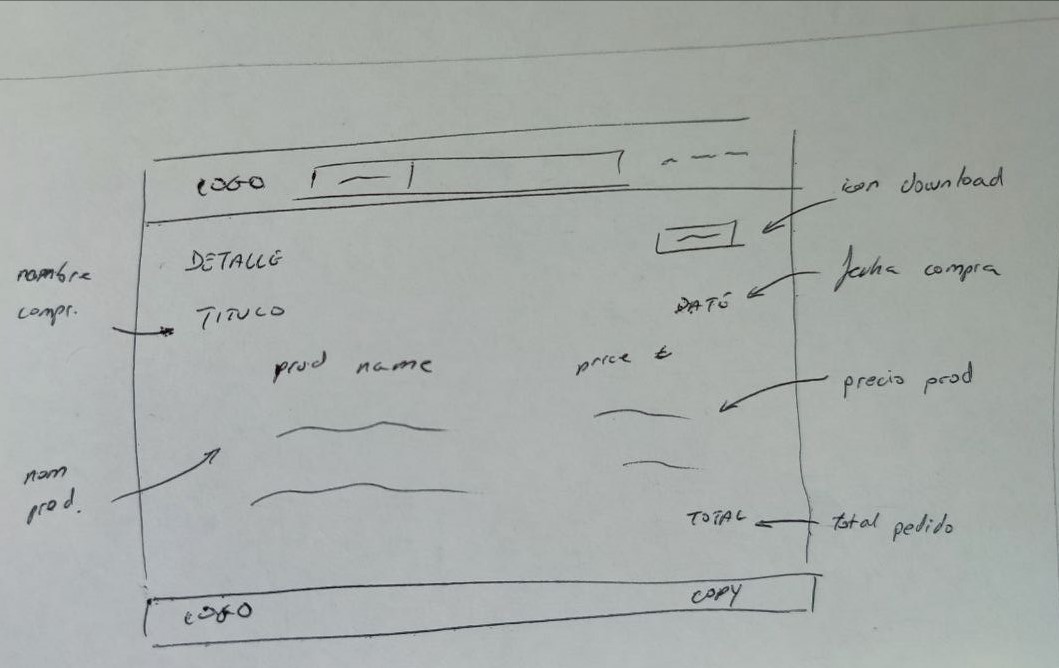 LOGO
icon download
DETALLE
nombre
compr.
fecha compra
DATE
TITULO
prod name
price €
precio prod
nom
prod.
TOTAL
total pedido
LOGO
COPY